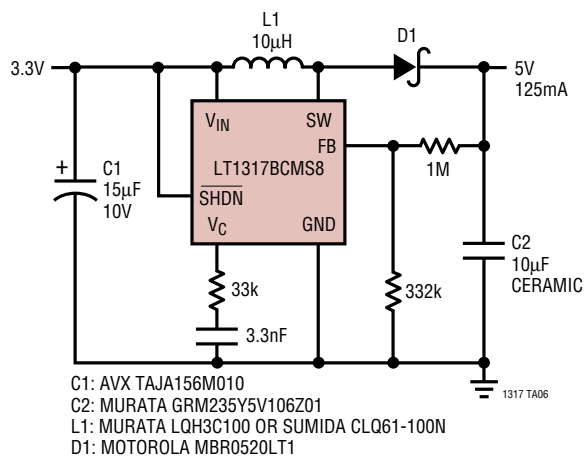 L1
10µH
D1
3.3V
5V
125mA
VIN
SW
FB
LT1317BCMS8
1M
+
C1
15µF
10V
SHDN
VC
GND
C2
10µF
CERAMIC
33k
332k
3.3nF
1317 TA06
C1: AVX TAJA156M010
C2: MURATA GRM235Y5V106Z01
L1: MURATA LQH3C100 OR SUMIDA CLQ61-100N
D1: MOTOROLA MBR0520LT1